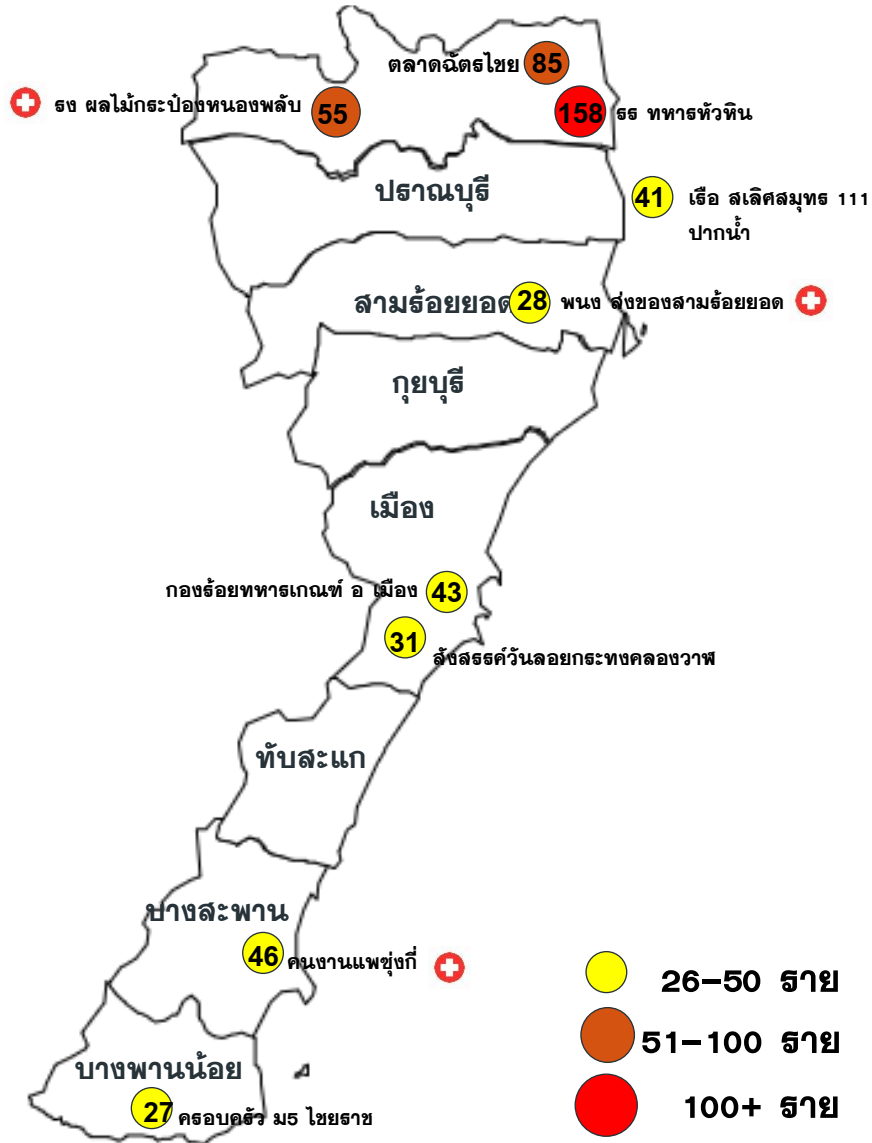 ตลาดฉัตรไชย 85
รง ผลไม้กระป๋องหนองพลับ 55
158 รร ทหารหัวหิน
ปราณบุรี
41 เรือ สเลิศสมุทร 111
ปากน้ำ
สามร้อยยอด 28 พนง ส่งของสามร้อยยอด
กุยบุรี
เมือง
กองร้อยทหารเกณฑ์ อ เมือง 43
31
สังสรรค์วันลอยกระทงคลองวาฬ
ทับสะแก
บางสะพาน
46 คนงานแพซุ่งกี่
26-50 ราย
51-100 ราย
บางพานน้อย
100+ ราย
27 ครอบครัว ม5 ไชยราช